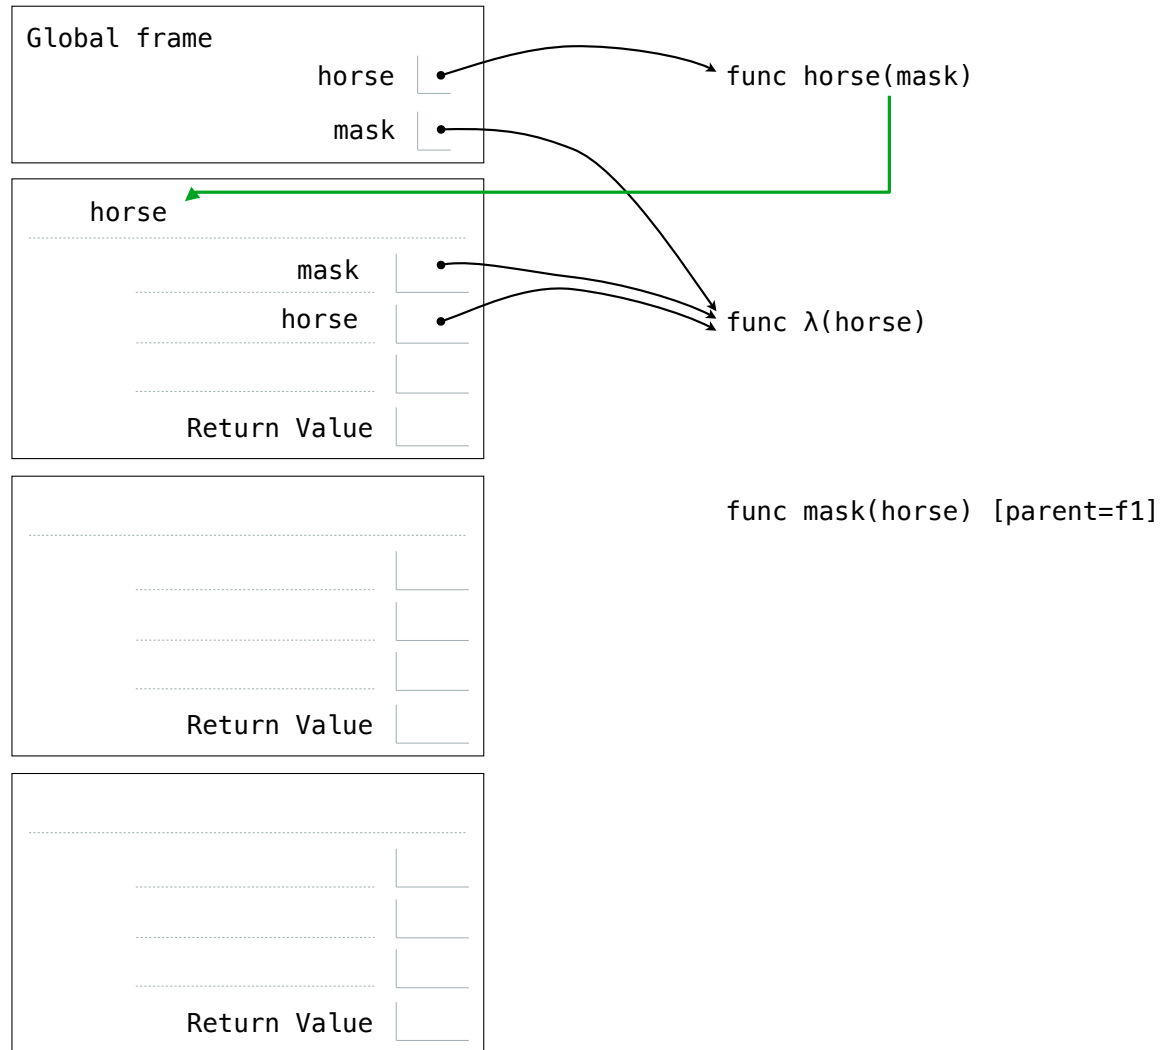 Global frame
horse
func horse(mask)
mask
horse
mask
horse
func λ(horse)
Return Value
func mask(horse) [parent=f1]
Return Value
Return Value